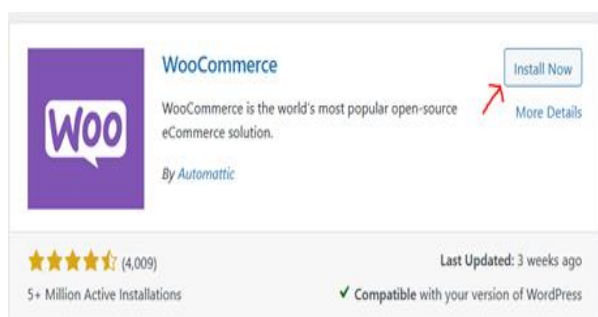 WooCommerce
Install Now
WooCommerce is the world's most popular open-source
eCommerce solution.
More Details
By Automattic
Woo
(4,009)
Last Updated: 3 weeks ago
5+ Million Active Installations
Compatible with your version of WordPress